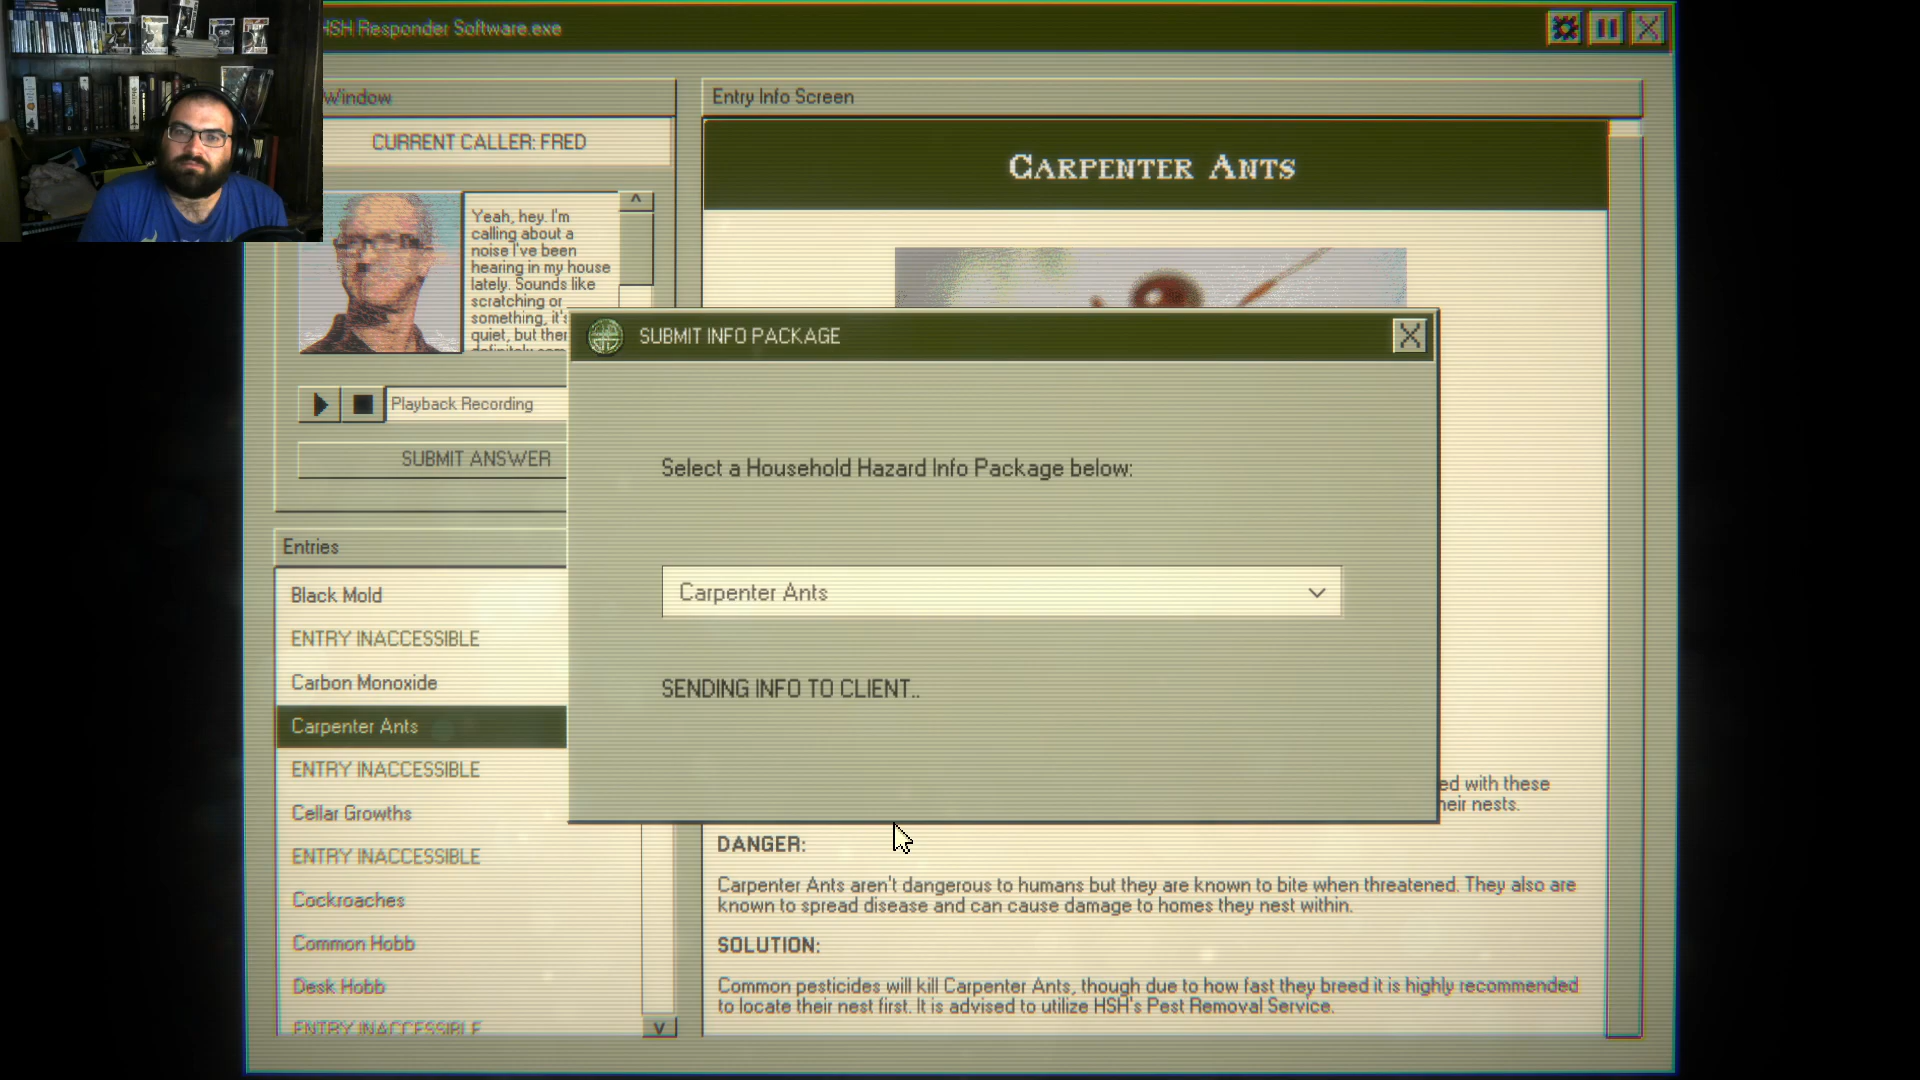 HSH Responder Software.exe
Window
CURRENT CALLER: FRED
Yeah, hey. I'm
calling about a
noise I've been
hearing in my house
lately. Sounds like
scratching or
something, it's
quiet, but ther
definitely som
Playback Recording
SUBMIT ANSWER
Entries
Black Mold
ENTRY INACCESSIBLE
Carbon Monoxide
Carpenter Ants
ENTRY INACCESSIBLE
Cellar Growths
ENTRY INACCESSIBLE
Cockroaches
Common Hobb
Desk Hobb
ENTRY INACCESSIBLE
Entry Info Screen
CARPENTER ANTS
SUBMIT INFO PACKAGE
Select a Household Hazard Info Package below:
Carpenter Ants
SENDING INFO TO CLIENT..
ed with these
heir nests.
DANGER:
Carpenter Ants aren't dangerous to humans but they are known to bite when threatened. They also are
known to spread disease and can cause damage to homes they nest within.
SOLUTION:
Common pesticides will kill Carpenter Ants, though due to how fast they breed it is highly recommended
to locate their nest first. It is advised to utilize HSH's Pest Removal Service.